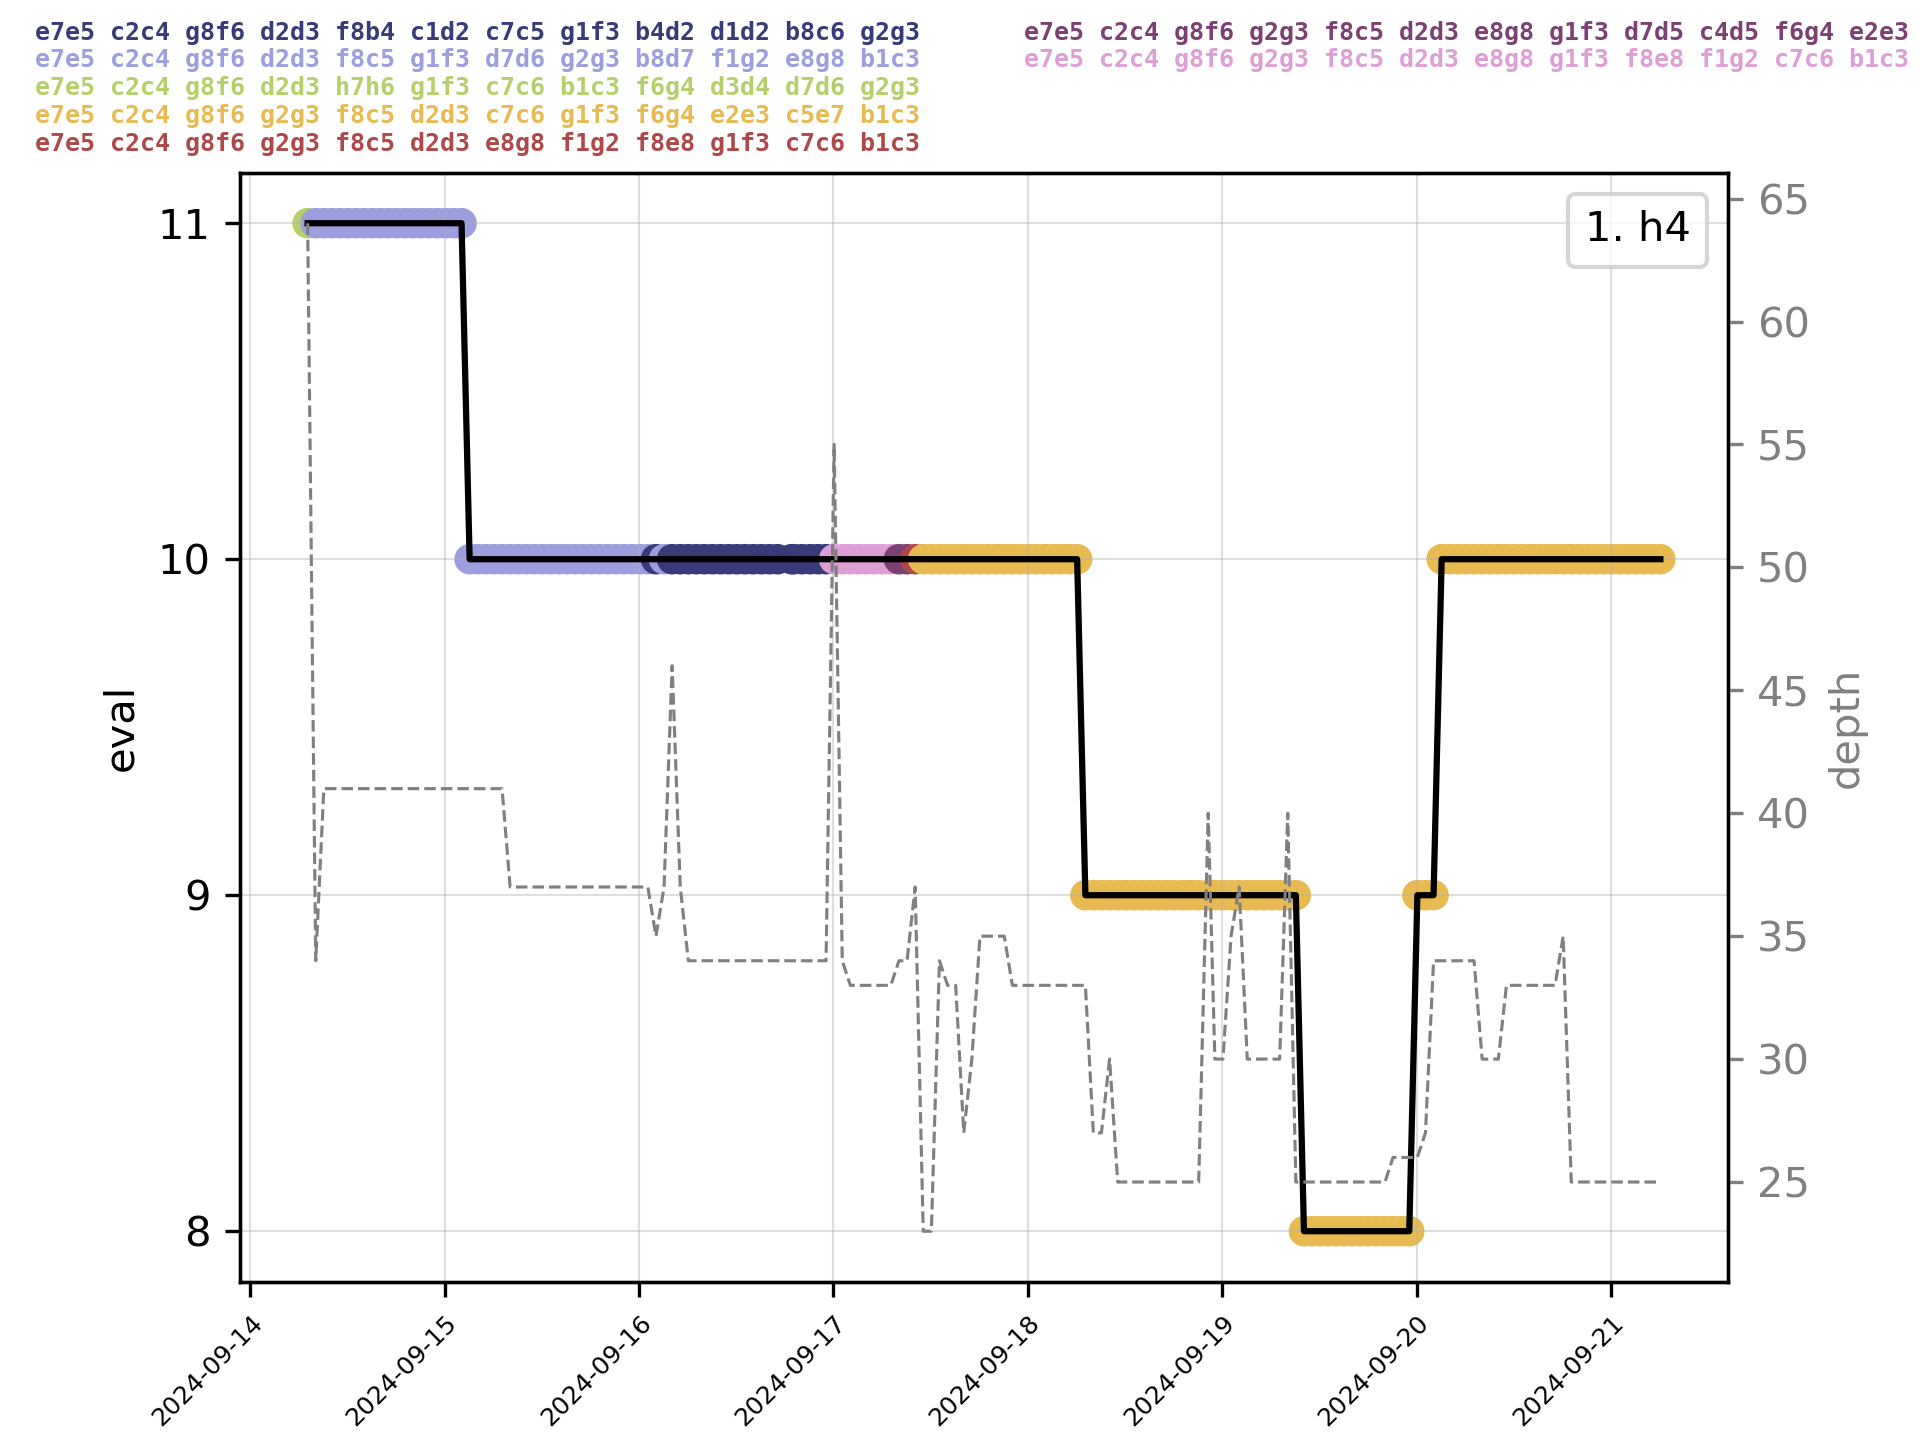 e7e5 c2c4 g8f6 d2d3 f8b4 c1d2 c7c5 g1f3 b4d2 d1d2 b8c6 g2g3
e7e5 c2c4 g8f6 d2d3 f8c5 g1f3 d7d6 g2g3 b8d7 f1g2 e8g8 b1c3
e7e5 c2c4 g8f6 d2d3 h7h6 g1f3 c7c6 b1c3 f6g4 d3d4 d7d6 g2g3
e7e5 c2c4 g8f6 g2g3 f8c5 d2d3 c7c6 g1f3 f6g4 e2e3 c5e7 b1c3
e7e5 c2c4 g8f6 g2g3 f8c5 d2d3 e8g8 f1g2 f8e8 g1f3 c7c6 b1c3
e7e5 c2c4 g8f6 g2g3 f8c5 d2d3 e8g8 g1f3 d7d5 c4d5 f6g4 e2e3
e7e5 c2c4 g8f6 g2g3 f8c5 d2d3 e8g8 g1f3 f8e8 f1g2 c7c6 b1c3
1. h4
eval
11
10
9
8
depth
65
60
55
50
45
40
35
30
25
2024-09-14
2024-09-15
2024-09-16
2024-09-17
2024-09-18
2024-09-19
2024-09-20
2024-09-21